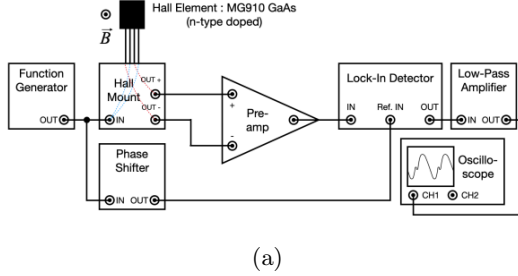 Hall Element : MG910 GaAs
(n-type doped)
B
Function
Generator
OUT
Hall
Mount
OUT +
OUT -
IN
Phase
Shifter
IN OUT
+
-
Pre-
amp
Lock-In Detector
IN Ref. IN OUT
Low-Pass
Amplifier
IN OUT
Oscillo-
scope
CH1 CH2
(a)